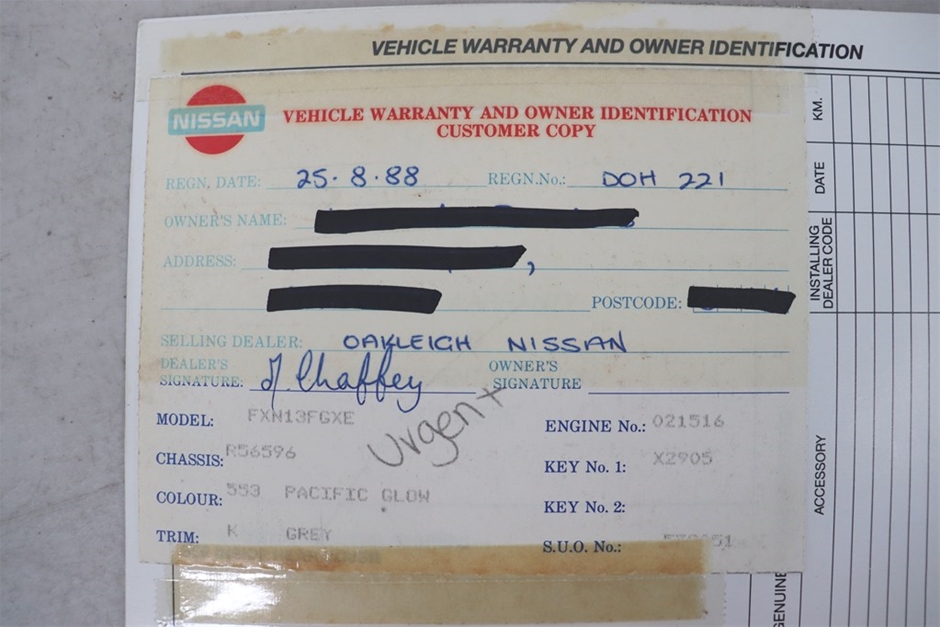 VEHICLE WARRANTY AND OWNER IDENTIFICATION
NISSAN
VEHICLE WARRANTY AND OWNER IDENTIFICATION
CUSTOMER COPY
REGN, DATE: 25·8·88 REGN.No.: DOH 221
OWNER'S NAME:
ADDRESS: ,
POSTCODE:
SELLING DEALER: OAKLEIGH NISSAN
DEALER'S SIGNATURE: J. Chaffey OWNER'S SIGNATURE
Urgent
MODEL: FXN13FGXE ENGINE No.: 021516
CHASSIS: R56596 KEY No. 1: X2905
COLOUR: 553 PACIFIC GLOW KEY No. 2:
TRIM: K GREY S.U.O. No.:
KM.
DATE
INSTALLING DEALER CODE
ACCESSORY
GENUINE